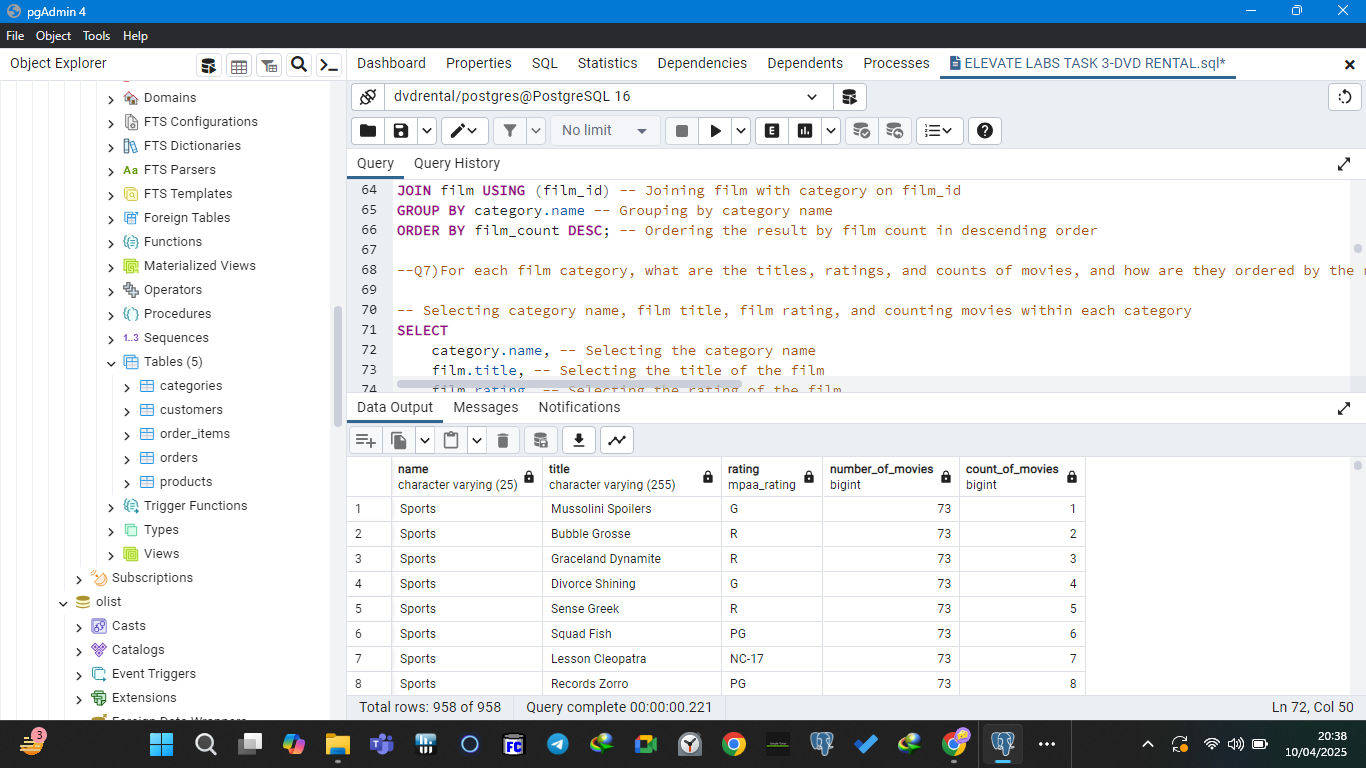 pgAdmin 4
File Object Tools Help
Object Explorer
Dashboard Properties SQL Statistics Dependencies Dependents Processes ELEVATE LABS TASK 3-DVD RENTAL.sql*
Domains
FTS Configurations
FTS Dictionaries
Aa FTS Parsers
FTS Templates
Foreign Tables
Functions
Materialized Views
Operators
Procedures
1..3 Sequences
Tables (5)
categories
customers
order_items
orders
products
Trigger Functions
Types
Views
Subscriptions
olist
Casts
Catalogs
Event Triggers
Extensions
Foreign Data Wrappers
dvdrental/postgres@PostgreSQL 16
No limit
E
Query Query History
64 JOIN film USING (film_id) -- Joining film with category on film_id
65 GROUP BY category.name -- Grouping by category name
66 ORDER BY film_count DESC; -- Ordering the result by film count in descending order
67
68 --Q7)For each film category, what are the titles, ratings, and counts of movies, and how are they ordered by the
69
70 -- Selecting category name, film title, film rating, and counting movies within each category
71 SELECT
72 category.name, -- Selecting the category name
73 film.title, -- Selecting the title of the film
74 film.rating, -- Selecting the rating of the film
Data Output Messages Notifications
name title rating number_of_movies count_of_movies
character varying (25) character varying (255) mpaa_rating bigint bigint
1 Sports Mussolini Spoilers G 73 1
2 Sports Bubble Grosse R 73 2
3 Sports Graceland Dynamite R 73 3
4 Sports Divorce Shining G 73 4
5 Sports Sense Greek R 73 5
6 Sports Squad Fish PG 73 6
7 Sports Lesson Cleopatra NC-17 73 7
8 Sports Records Zorro PG 73 8
Total rows: 958 of 958 Query complete 00:00:00.221 Ln 72, Col 50
3
FC
20:38
10/04/2025